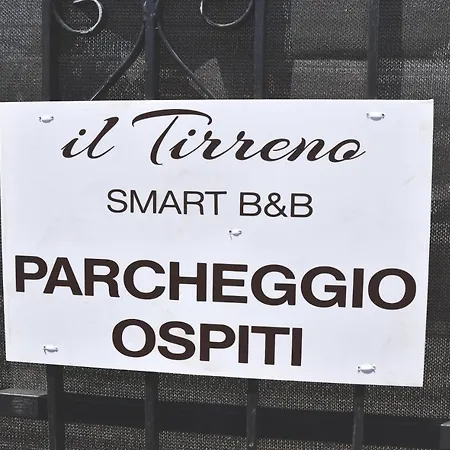 il Tirreno
SMART B&B
PARCHEGGIO
OSPITI